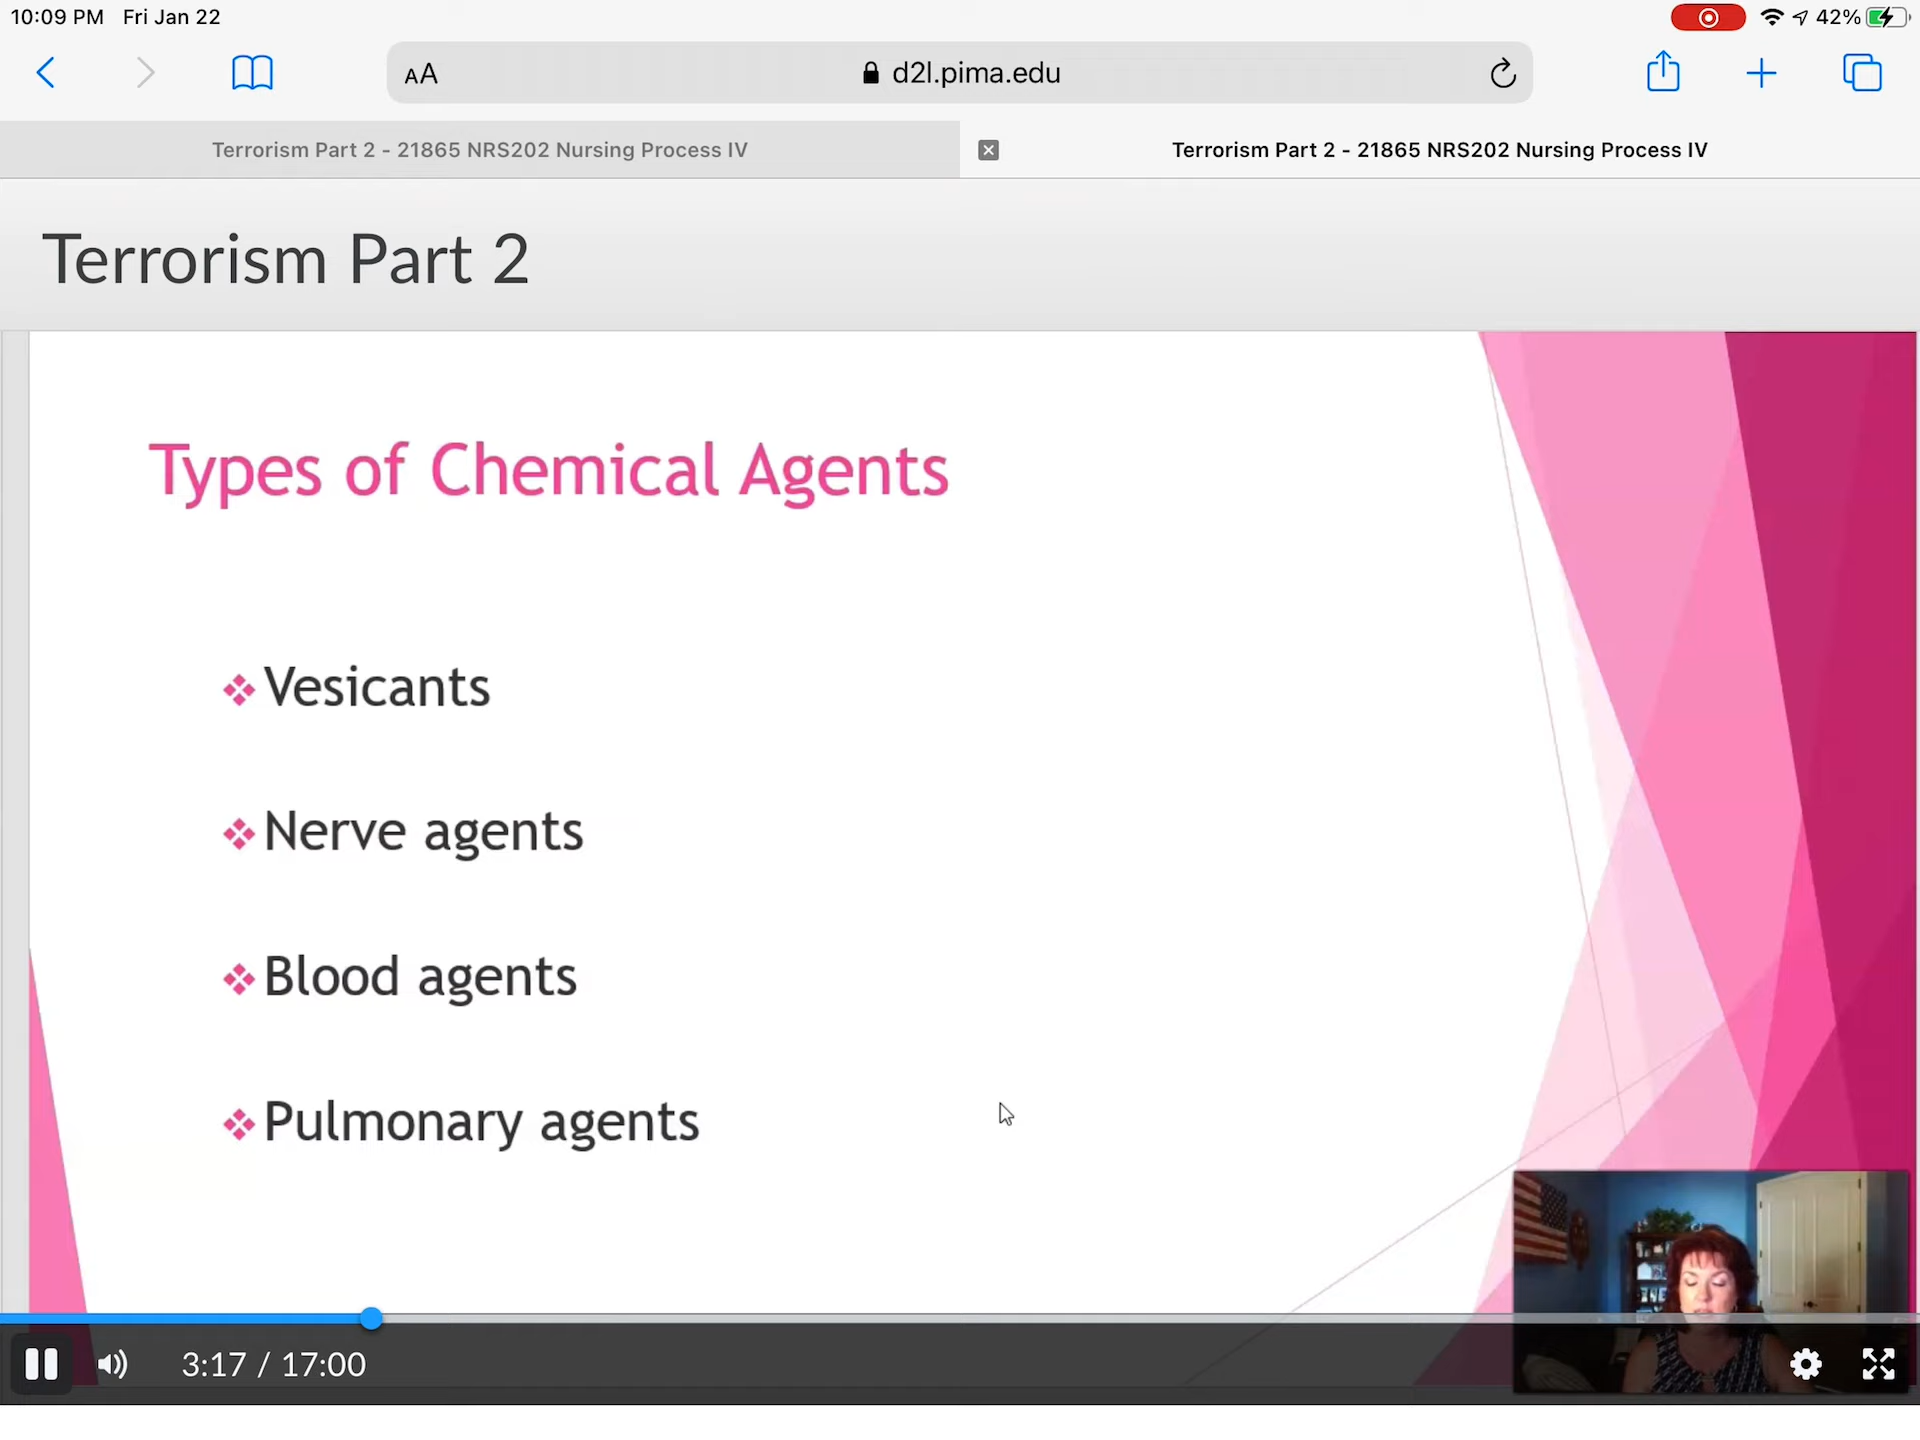 10:09 PM Fri Jan 22
42%
AA
d2l.pima.edu
Terrorism Part 2 - 21865 NRS202 Nursing Process IV
Terrorism Part 2 - 21865 NRS202 Nursing Process IV
Terrorism Part 2
Types of Chemical Agents
Vesicants
Nerve agents
Blood agents
Pulmonary agents
3:17 / 17:00